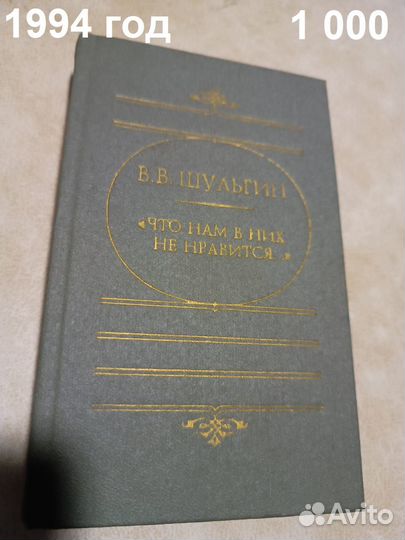 1994 год 1 000
В.В. ШУЛЬГИН
«ЧТО НАМ В НИХ
НЕ НРАВИТСЯ...»
Avito